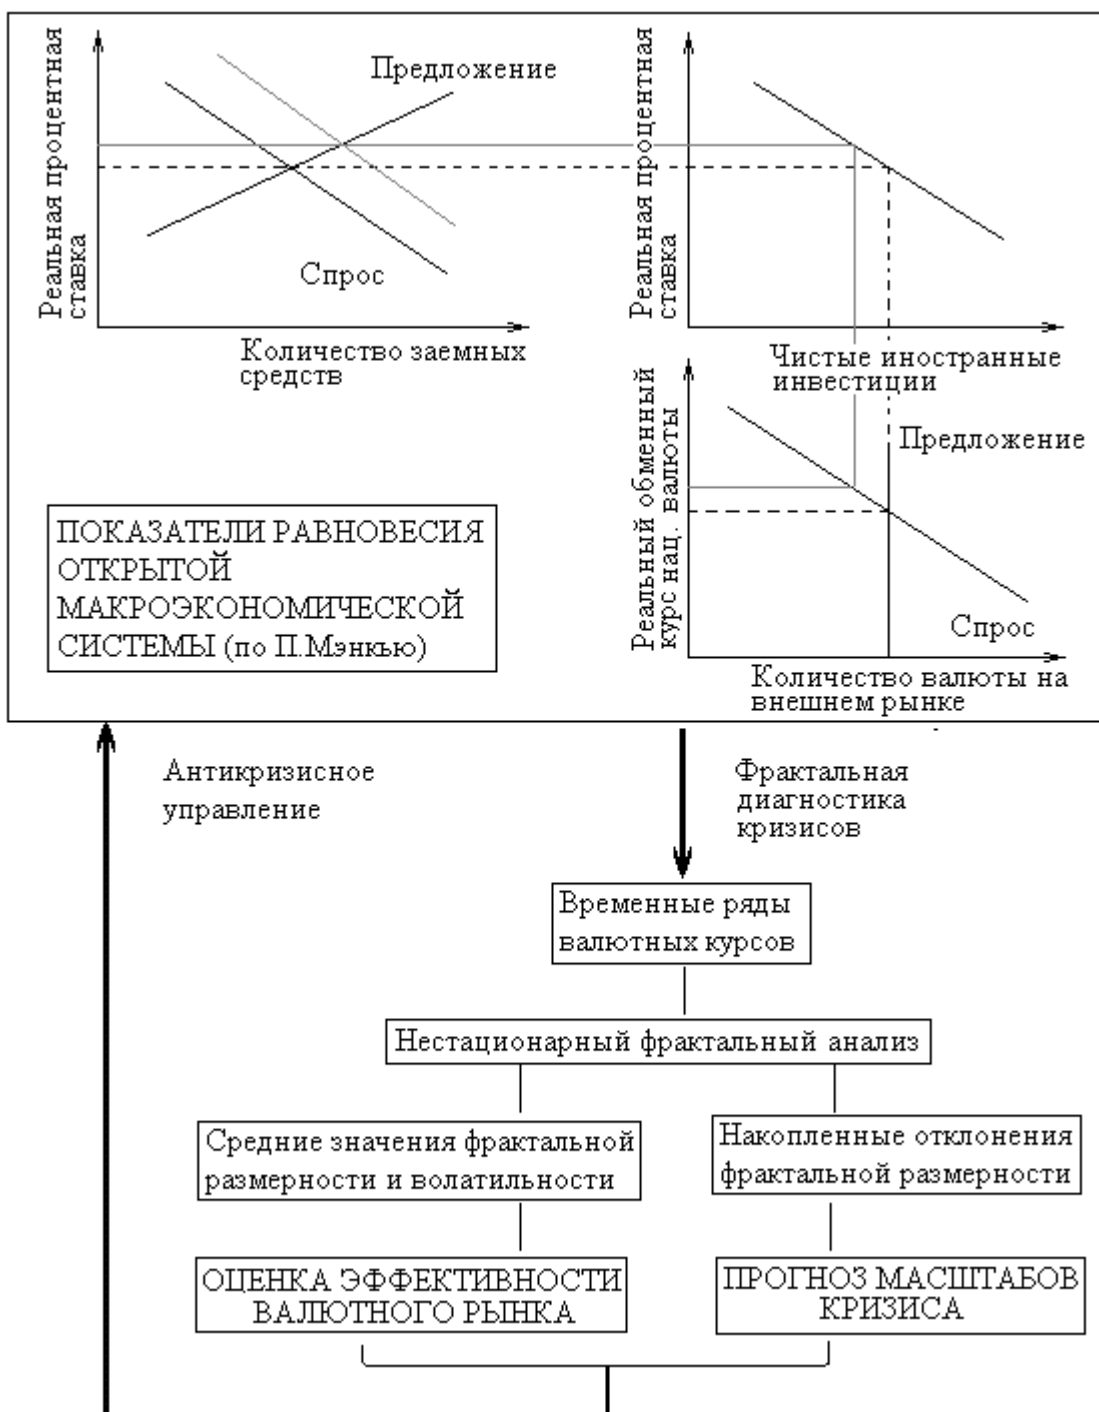 Реальная процентная
ставка
Предложение
Спрос
Количество заемных
средств
Реальная процентная
ставка
Чистые иностранные
инвестиции
Реальный обменный
курс нац. валюты
Предложение
Спрос
Количество валюты на
внешнем рынке
ПОКАЗАТЕЛИ РАВНОВЕСИЯ
ОТКРЫТОЙ
МАКРОЭКОНОМИЧЕСКОЙ
СИСТЕМЫ (по П.Мэнкью)
Антикризисное
управление
Фрактальная
диагностика
кризисов
Временные ряды
валютных курсов
Нестационарный фрактальный анализ
Средние значения фрактальной
размерности и волатильности
Накопленные отклонения
фрактальной размерности
ОЦЕНКА ЭФФЕКТИВНОСТИ
ВАЛЮТНОГО РЫНКА
ПРОГНОЗ МАСШТАБОВ
КРИЗИСА